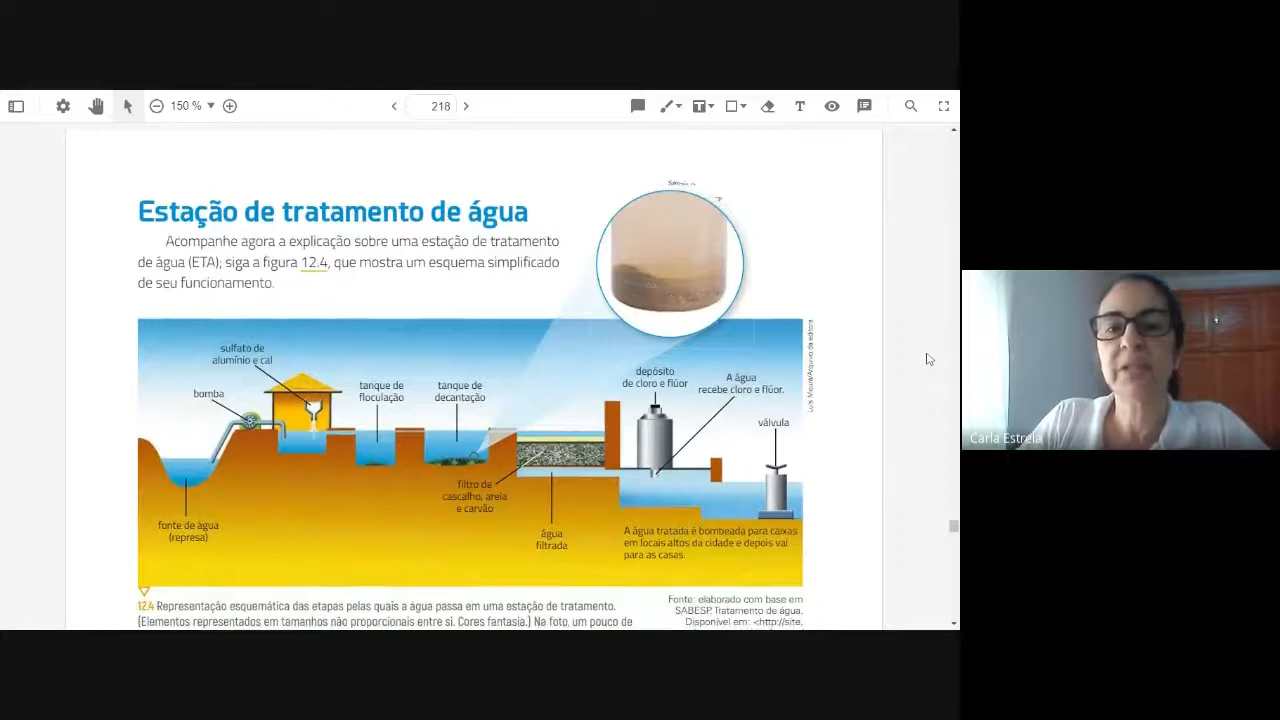 150 %
218
Estação de tratamento de água
Acompanhe agora a explicação sobre uma estação de tratamento
de água (ETA); siga a figura 12.4, que mostra um esquema simplificado
de seu funcionamento.
sulfato de
alumínio e cal
bomba
tanque de
floculação
tanque de
decantação
depósito
de cloro e flúor
A água
recebe cloro e flúor.
válvula
Luis Moura/Arquivo da editora
fonte de água
(represa)
filtro de
cascalho, areia
e carvão
água
filtrada
A água tratada é bombeada para caixas
em locais altos da cidade e depois vai
para as casas.
12.4 Representação esquemática das etapas pelas quais a água passa em uma estação de tratamento.
(Elementos representados em tamanhos não proporcionais entre si. Cores fantasia.) Na foto, um pouco de
Fonte: elaborado com base em
SABESP. Tratamento de água.
Disponível em: <http://site.
Carla Estrela